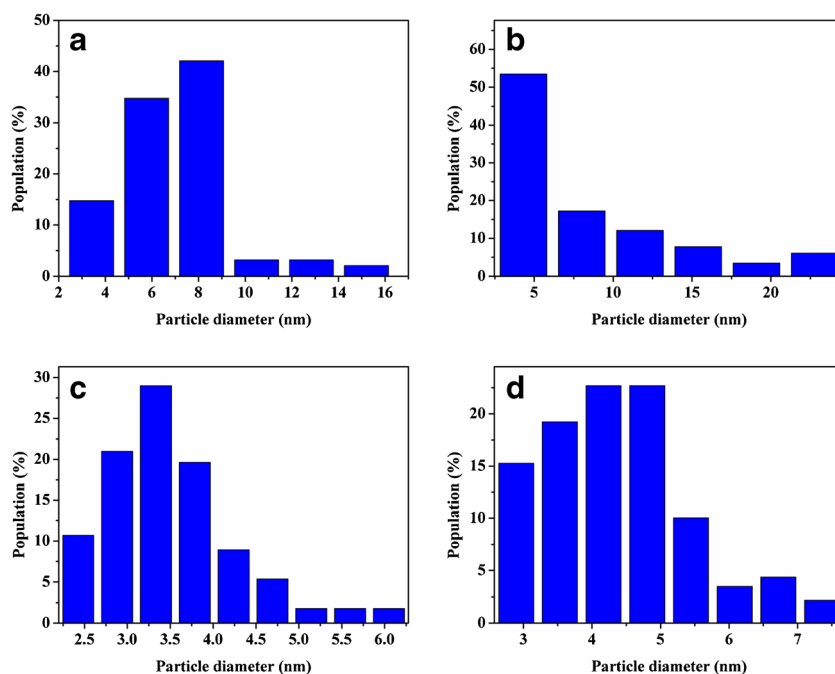 a
50
40
30
20
10
0
Population (%)
2 4 6 8 10 12 14 16
Particle diameter (nm)
b
60
50
40
30
20
10
0
Population (%)
5 10 15 20
Particle diameter (nm)
c
30
25
20
15
10
5
0
Population (%)
2.5 3.0 3.5 4.0 4.5 5.0 5.5 6.0
Particle diameter (nm)
d
20
15
10
5
0
Population (%)
3 4 5 6 7
Particle diameter (nm)